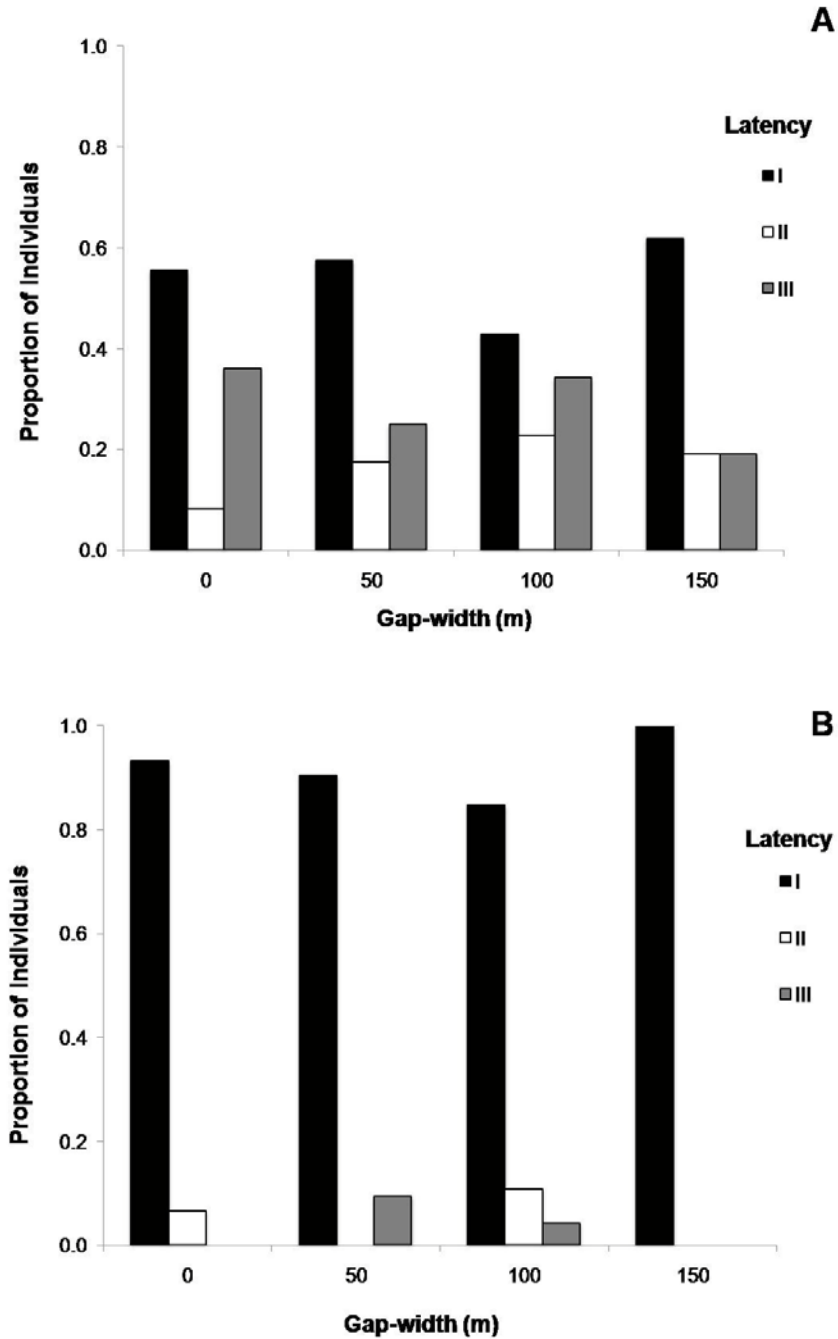 A
1.0
0.8
0.6
0.4
0.2
0.0
Proportion of Individuals
Latency
I
II
III
0 50 100 150
Gap-width (m)
B
1.0
0.8
0.6
0.4
0.2
0.0
Proportion of Individuals
Latency
I
II
III
0 50 100 150
Gap-width (m)